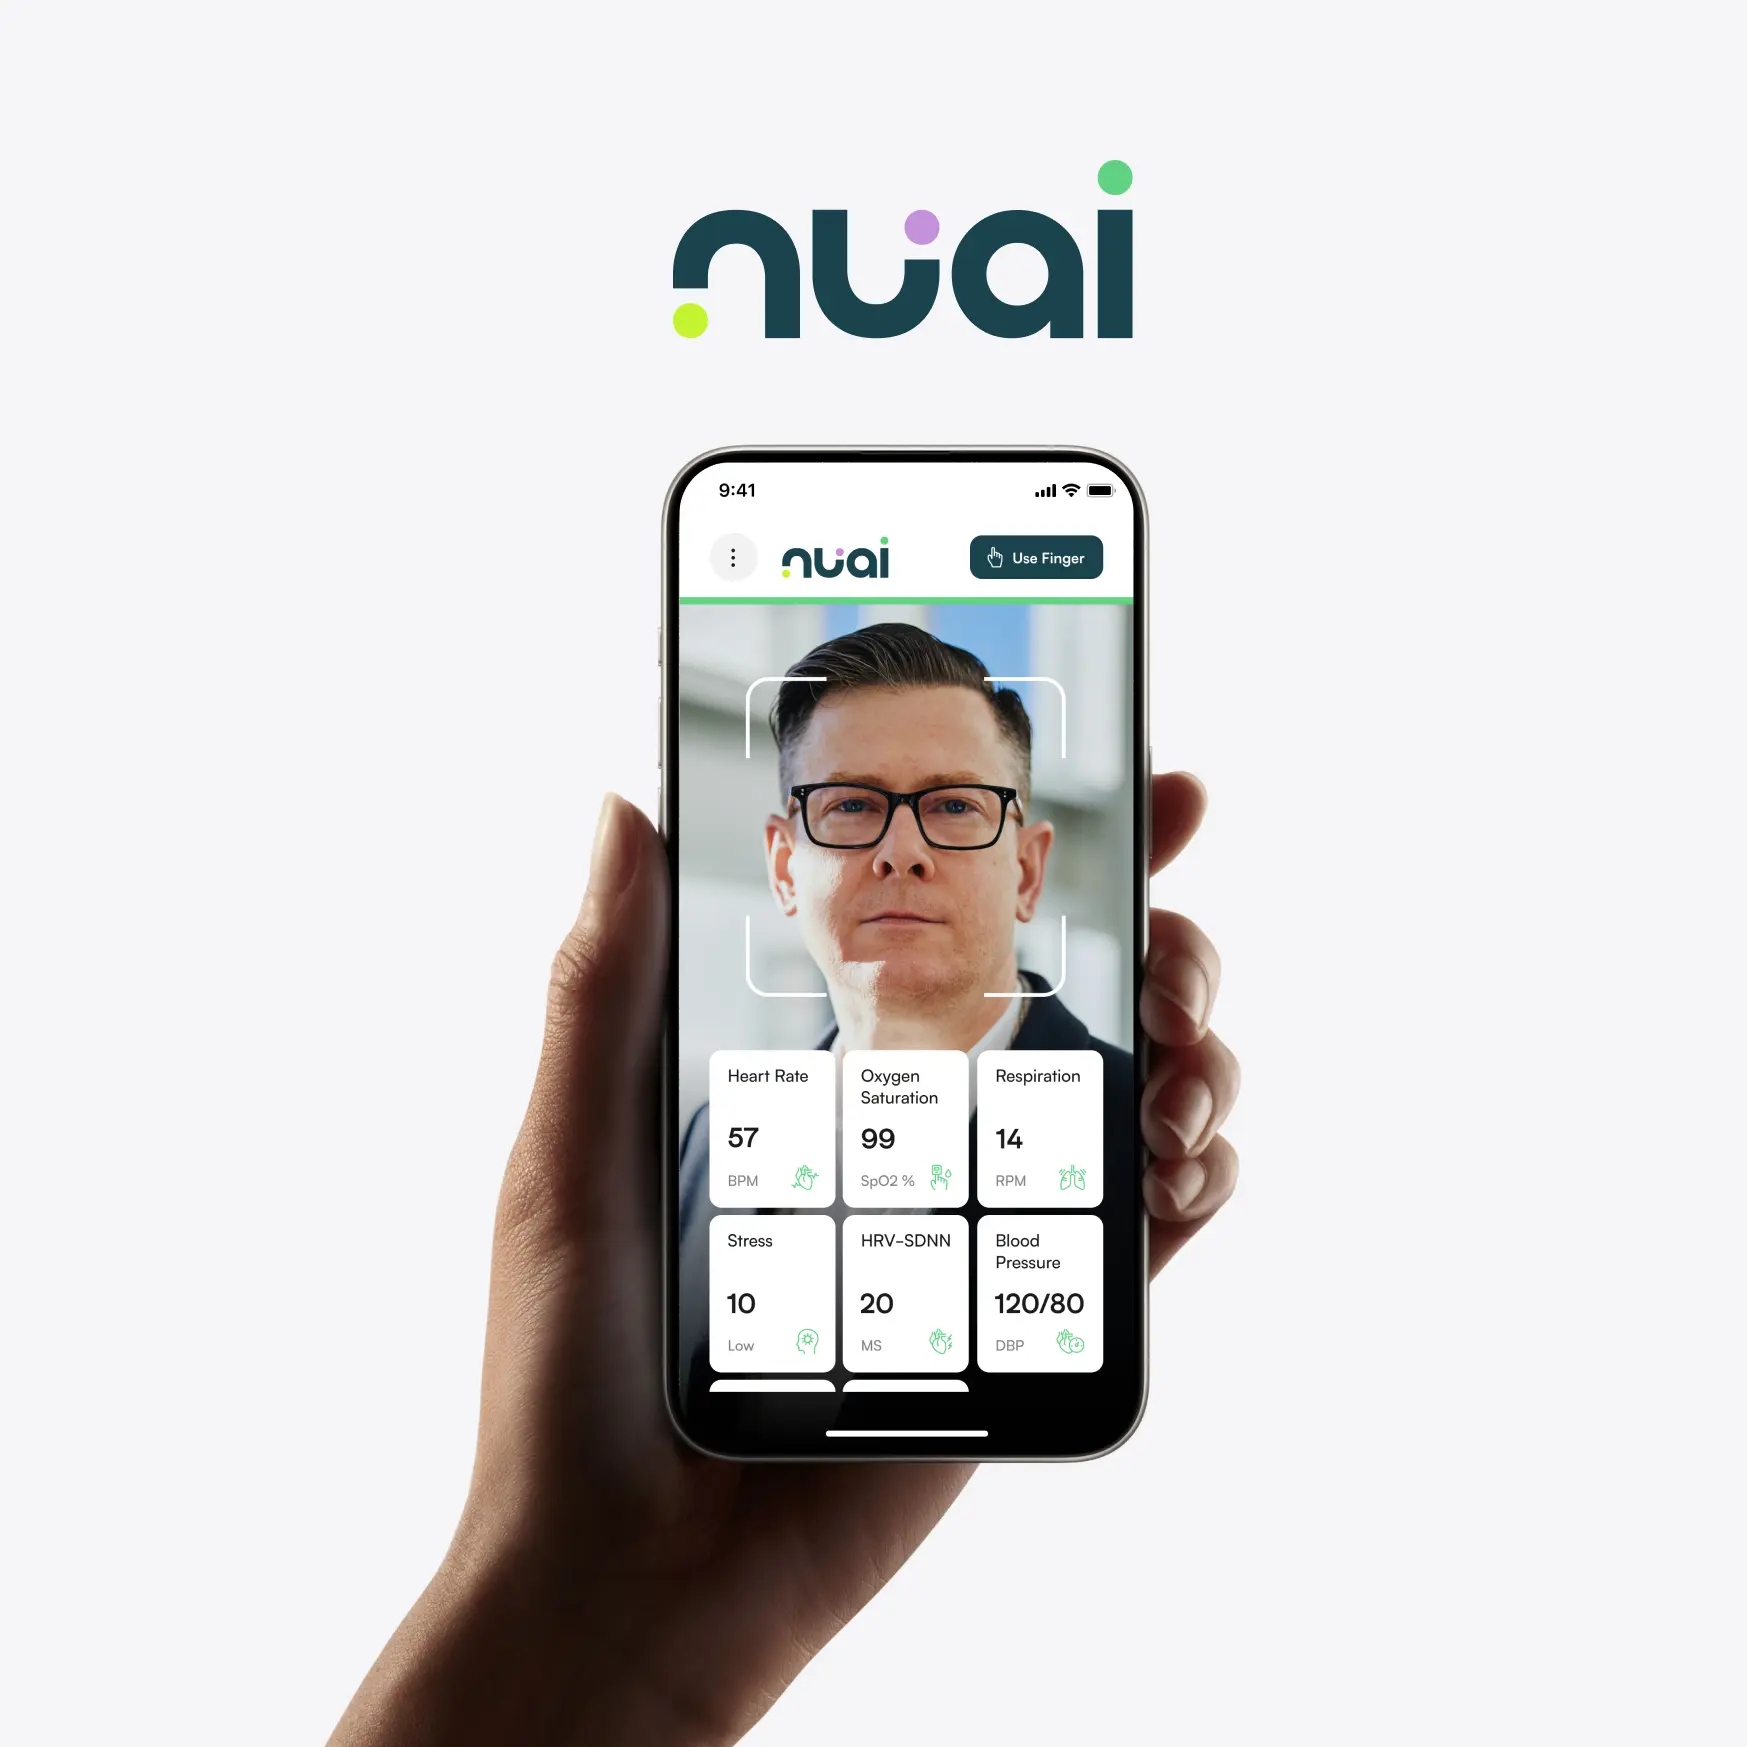 nuai
9:41
nuai
Use Finger
Heart Rate
57
BPM
Oxygen
Saturation
99
SpO2 %
Respiration
14
RPM
Stress
10
Low
HRV-SDNN
20
MS
Blood
Pressure
120/80
DBP